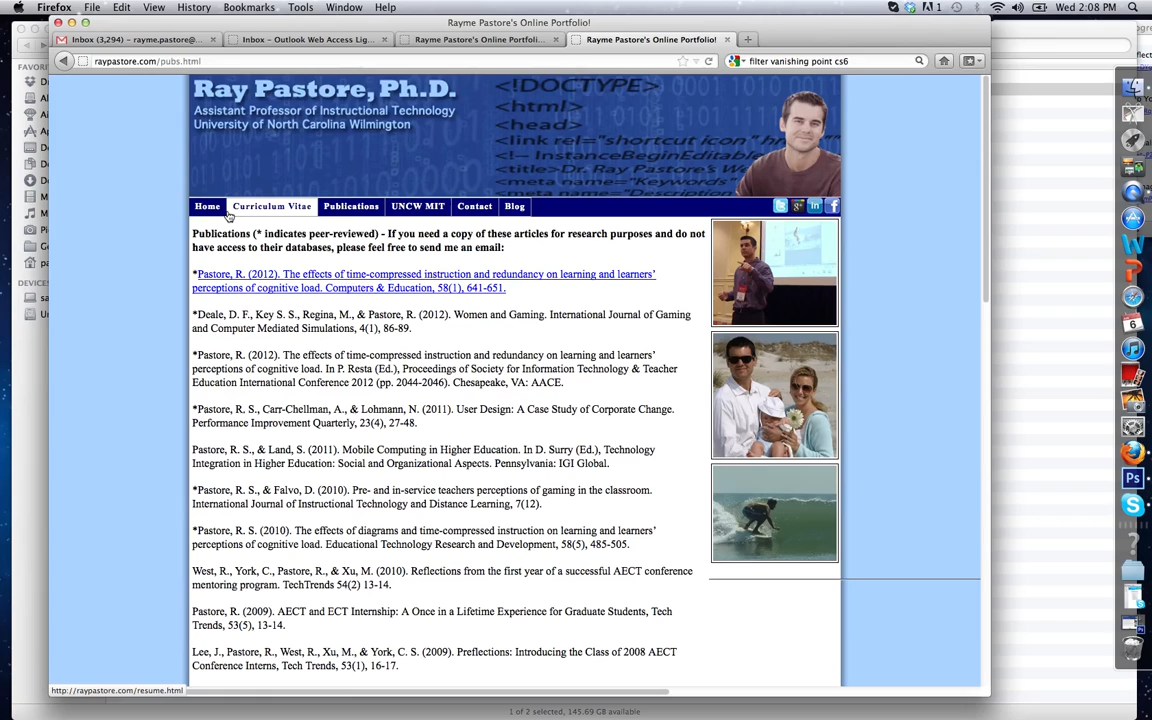 Firefox File Edit View History Bookmarks Tools Window Help
1 Wed 2:08 PM
Rayme Pastore's Online Portfolio!
Inbox (3,294) – rayme.pastore@... Inbox – Outlook Web Access Lig... Rayme Pastore's Online Portfoli... Rayme Pastore's Online Portfolio!
raypastore.com/pubs.html filter vanishing point cs6
Ray Pastore, Ph.D.
Assistant Professor of Instructional Technology
University of North Carolina Wilmington
<!DOCTYPE>
<html>
<head>
<link rel="shortcut icon" h
<!-- InstanceBeginEditable
<title>Dr. Ray Pastore's Web
<meta name="Keywords"
Home Curriculum Vitae Publications UNCW MIT Contact Blog
Publications (* indicates peer-reviewed) - If you need a copy of these articles for research purposes and do not
have access to their databases, please feel free to send me an email:
*Pastore, R. (2012). The effects of time-compressed instruction and redundancy on learning and learners'
perceptions of cognitive load. Computers & Education, 58(1), 641-651.
*Deale, D. F., Key S. S., Regina, M., & Pastore, R. (2012). Women and Gaming. International Journal of Gaming
and Computer Mediated Simulations, 4(1), 86-89.
*Pastore, R. (2012). The effects of time-compressed instruction and redundancy on learning and learners'
perceptions of cognitive load. In P. Resta (Ed.), Proceedings of Society for Information Technology & Teacher
Education International Conference 2012 (pp. 2044-2046). Chesapeake, VA: AACE.
*Pastore, R. S., Carr-Chellman, A., & Lohmann, N. (2011). User Design: A Case Study of Corporate Change.
Performance Improvement Quarterly, 23(4), 27-48.
Pastore, R. S., & Land, S. (2011). Mobile Computing in Higher Education. In D. Surry (Ed.), Technology
Integration in Higher Education: Social and Organizational Aspects. Pennsylvania: IGI Global.
*Pastore, R. S., & Falvo, D. (2010). Pre- and in-service teachers perceptions of gaming in the classroom.
International Journal of Instructional Technology and Distance Learning, 7(12).
*Pastore, R. S. (2010). The effects of diagrams and time-compressed instruction on learning and learners'
perceptions of cognitive load. Educational Technology Research and Development, 58(5), 485-505.
West, R., York, C., Pastore, R., & Xu, M. (2010). Reflections from the first year of a successful AECT conference
mentoring program. TechTrends 54(2) 13-14.
Pastore, R. (2009). AECT and ECT Internship: A Once in a Lifetime Experience for Graduate Students, Tech
Trends, 53(5), 13-14.
Lee, J., Pastore, R., West, R., Xu, M., & York, C. S. (2009). Preflections: Introducing the Class of 2008 AECT
Conference Interns, Tech Trends, 53(1), 16-17.
http://raypastore.com/resume.html
1 of 2 selected, 145.69 GB available